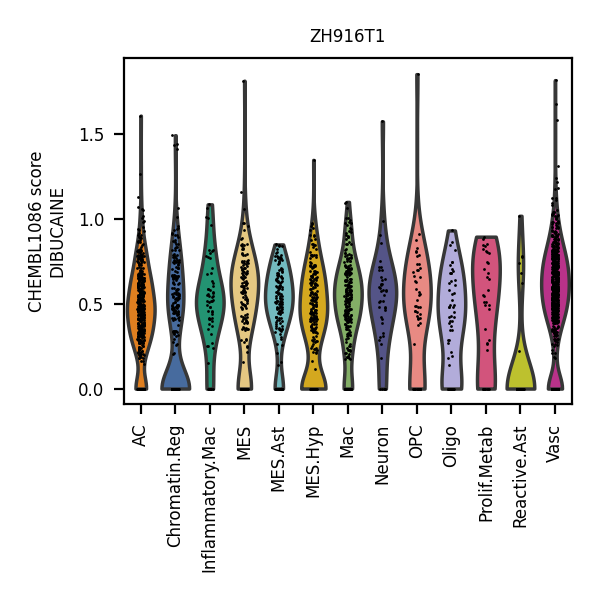 ZH916T1
CHEMBL1086 score
DIBUCAINE
1.5
1.0
0.5
0.0
AC
Chromatin.Reg
Inflammatory.Mac
MES
MES.Ast
MES.Hyp
Mac
Neuron
OPC
Oligo
Prolif.Metab
Reactive.Ast
Vasc